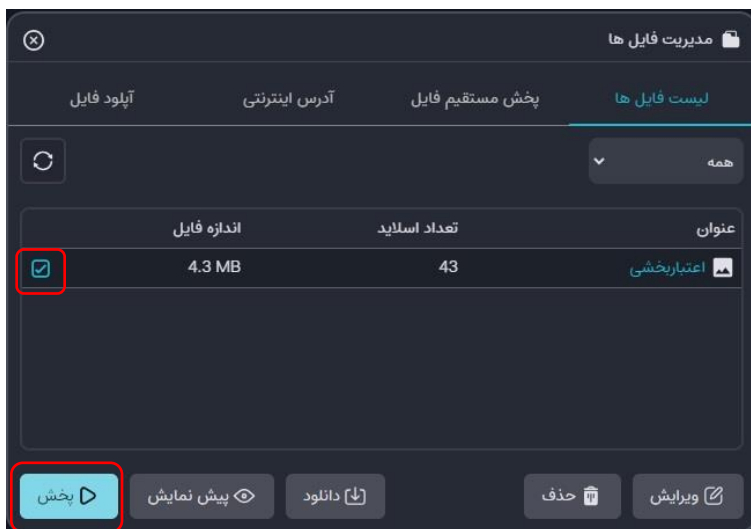 مدیریت فایل ها
لیست فایل ها پخش مستقیم فایل آدرس اینترنتی آپلود فایل
همه
عنوان تعداد اسلاید اندازه فایل
اعتباربخشی 43 4.3 MB
ویرایش حذف دانلود پیش نمایش پخش